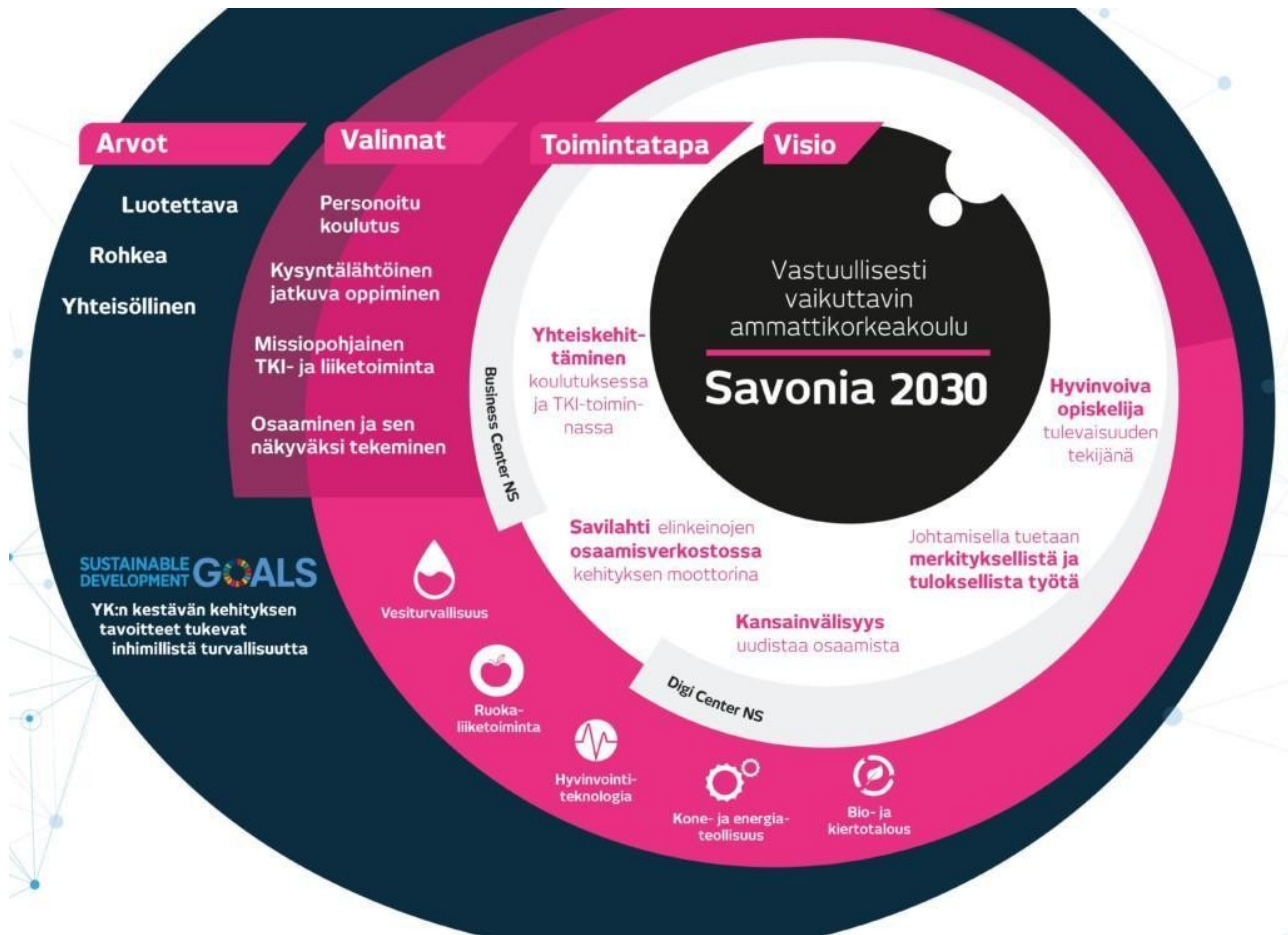 Arvot
Luotettava
Rohkea
Yhteisöllinen
SUSTAINABLE
DEVELOPMENT GOALS
YK:n kestävän kehityksen
tavoitteet tukevat
inhimillistä turvallisuutta
Valinnat
Personoitu
koulutus
Kysyntälähtöinen
jatkuva oppiminen
Missiopohjainen
TKI- ja liiketoiminta
Osaaminen ja sen
näkyväksi tekeminen
Vesiturvallisuus
Ruoka-
liiketoiminta
Hyvinvointi-
teknologia
Kone- ja energia-
teollisuus
Bio- ja
kiertotalous
Business Center NS
Digi Center NS
Toimintatapa
Yhteiskehit-
täminen
koulutuksessa
ja TKI-toimin-
nassa
Savilahti elinkeinojen
osaamisverkostossa
kehityksen moottorina
Kansainvälisyys
uudistaa osaamista
Johtamisella tuetaan
merkityksellistä ja
tuloksellista työtä
Hyvinvoiva
opiskelija
tulevaisuuden
tekijänä
Visio
Vastuullisesti
vaikuttavin
ammattikorkeakoulu
Savonia 2030